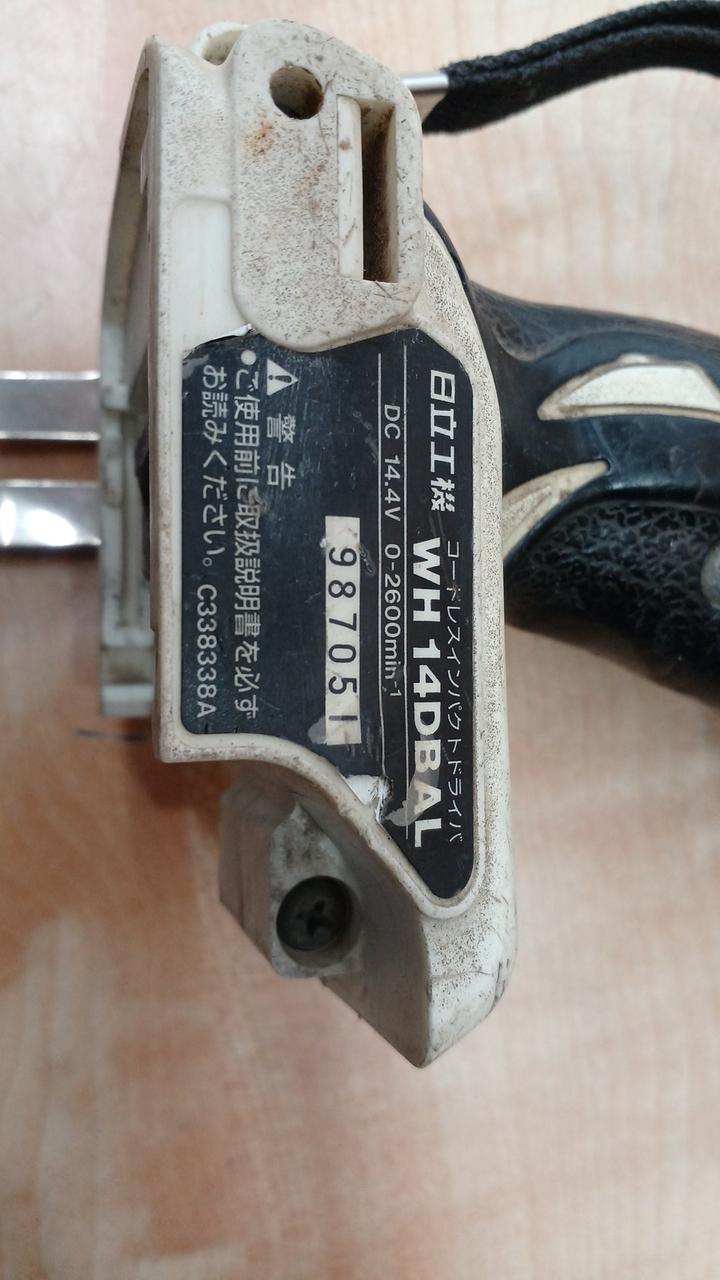 コードレスインパクトドライバ
日立工機 WH 14DBAL
DC 14.4V 0-2600min-1
987051
⚠ 警告
●ご使用前に取扱説明書を必ず
お読みください。 C338338A